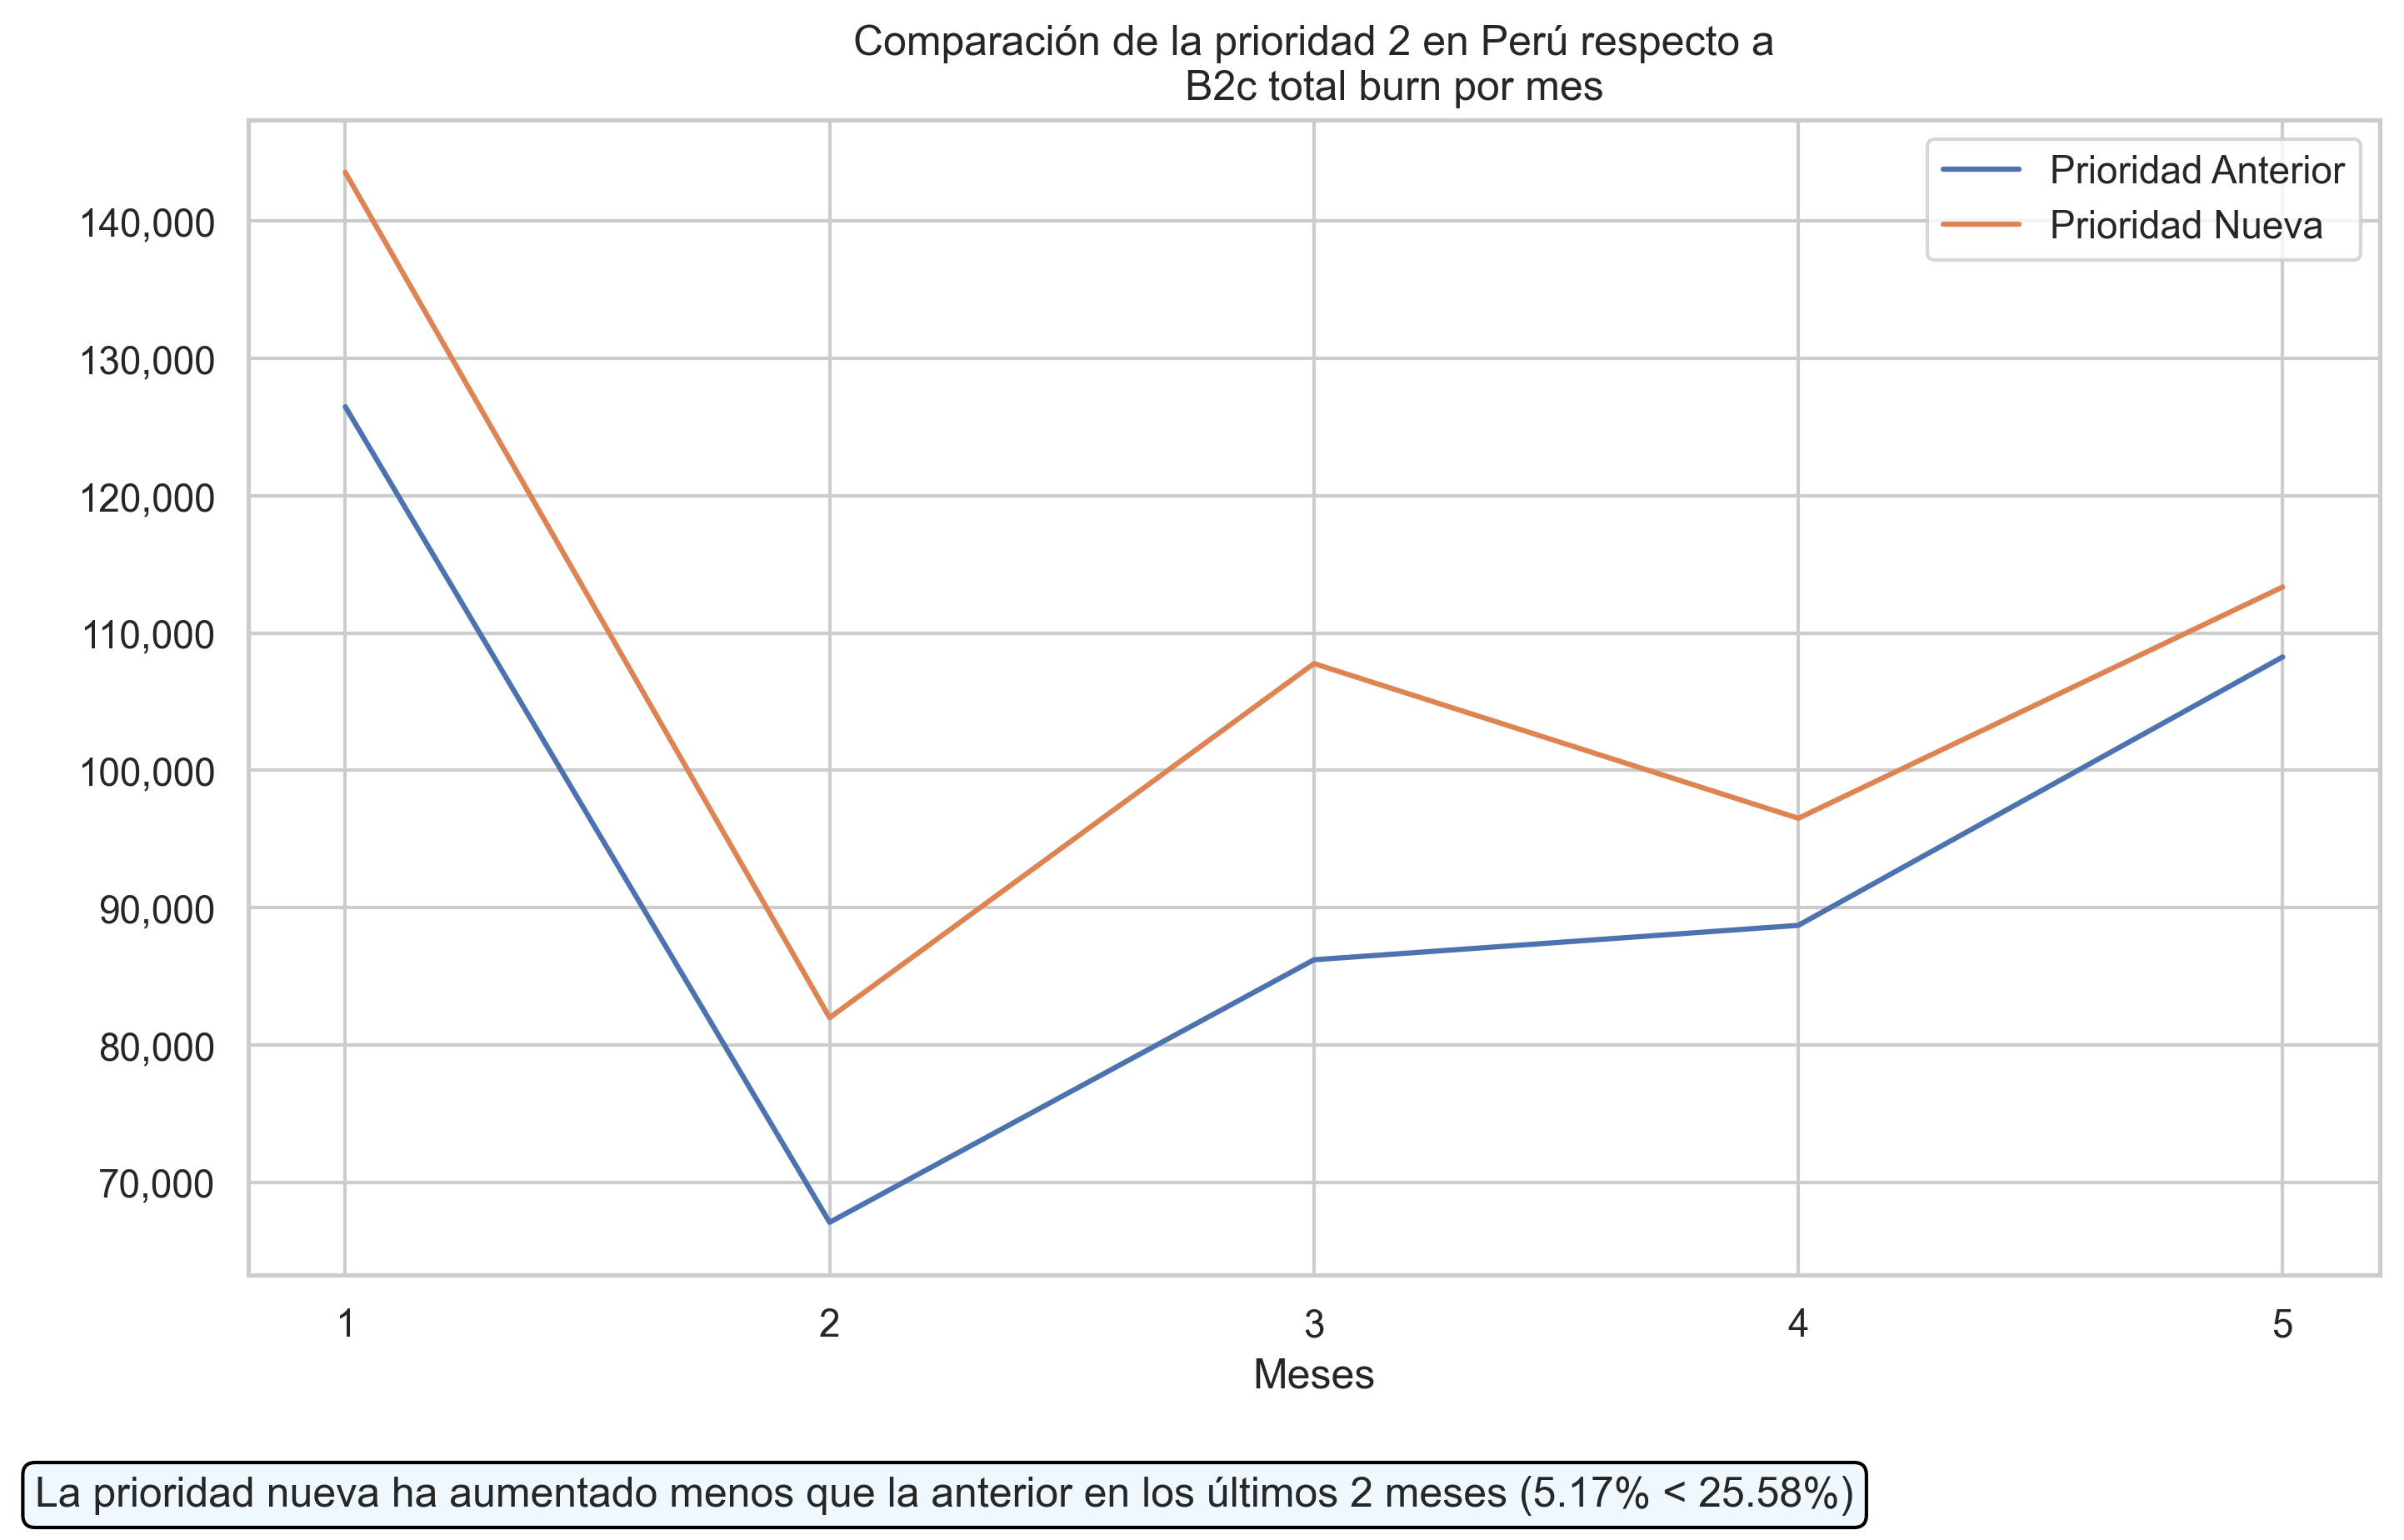 Comparación de la prioridad 2 en Perú respecto a
B2c total burn por mes
Prioridad Anterior
Prioridad Nueva
140,000
130,000
120,000
110,000
100,000
90,000
80,000
70,000
1 2 3 4 5
Meses
La prioridad nueva ha aumentado menos que la anterior en los últimos 2 meses (5.17% < 25.58%)